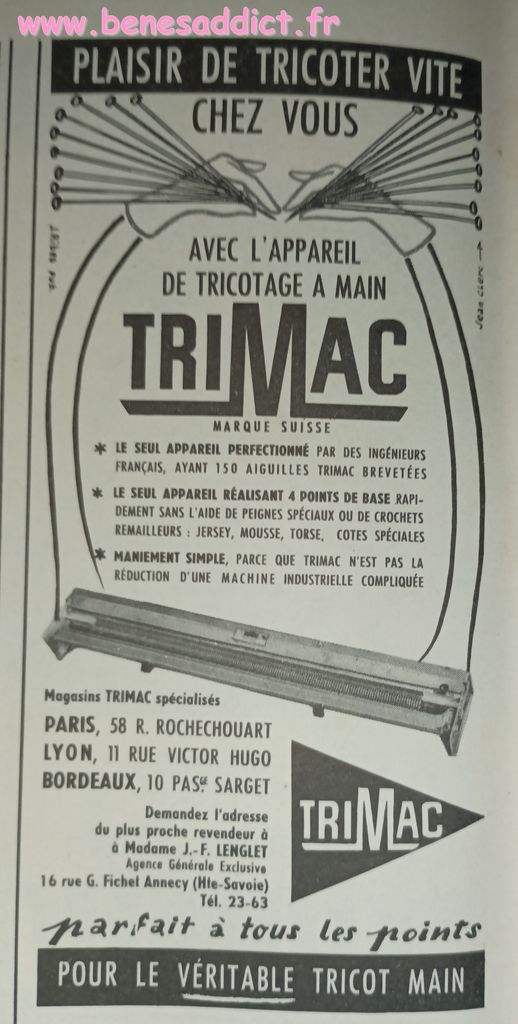 www.benesaddict.fr
PLAISIR DE TRICOTER VITE
CHEZ VOUS
Jean Clerc
AVEC L'APPAREIL
DE TRICOTAGE A MAIN
TRIMAC
MARQUE SUISSE
* LE SEUL APPAREIL PERFECTIONNÉ PAR DES INGÉNIEURS
FRANÇAIS, AYANT 150 AIGUILLES TRIMAC BREVETÉES
* LE SEUL APPAREIL RÉALISANT 4 POINTS DE BASE RAPI-
DEMENT SANS L'AIDE DE PEIGNES SPÉCIAUX OU DE CROCHETS
REMAILLEURS : JERSEY, MOUSSE, TORSE, COTES SPÉCIALES
* MANIEMENT SIMPLE, PARCE QUE TRIMAC N'EST PAS LA
RÉDUCTION D'UNE MACHINE INDUSTRIELLE COMPLIQUÉE
Magasins TRIMAC spécialisés
PARIS, 58 R. ROCHECHOUART
LYON, 11 RUE VICTOR HUGO
BORDEAUX, 10 PASGE SARGET
Demandez l'adresse
du plus proche revendeur à
à Madame J.-F. LENGLET
Agence Générale Exclusive
16 rue G. Fichet Annecy (Hte-Savoie)
Tél. 23-63
TRIMAC
parfait à tous les points
POUR LE VÉRITABLE TRICOT MAIN